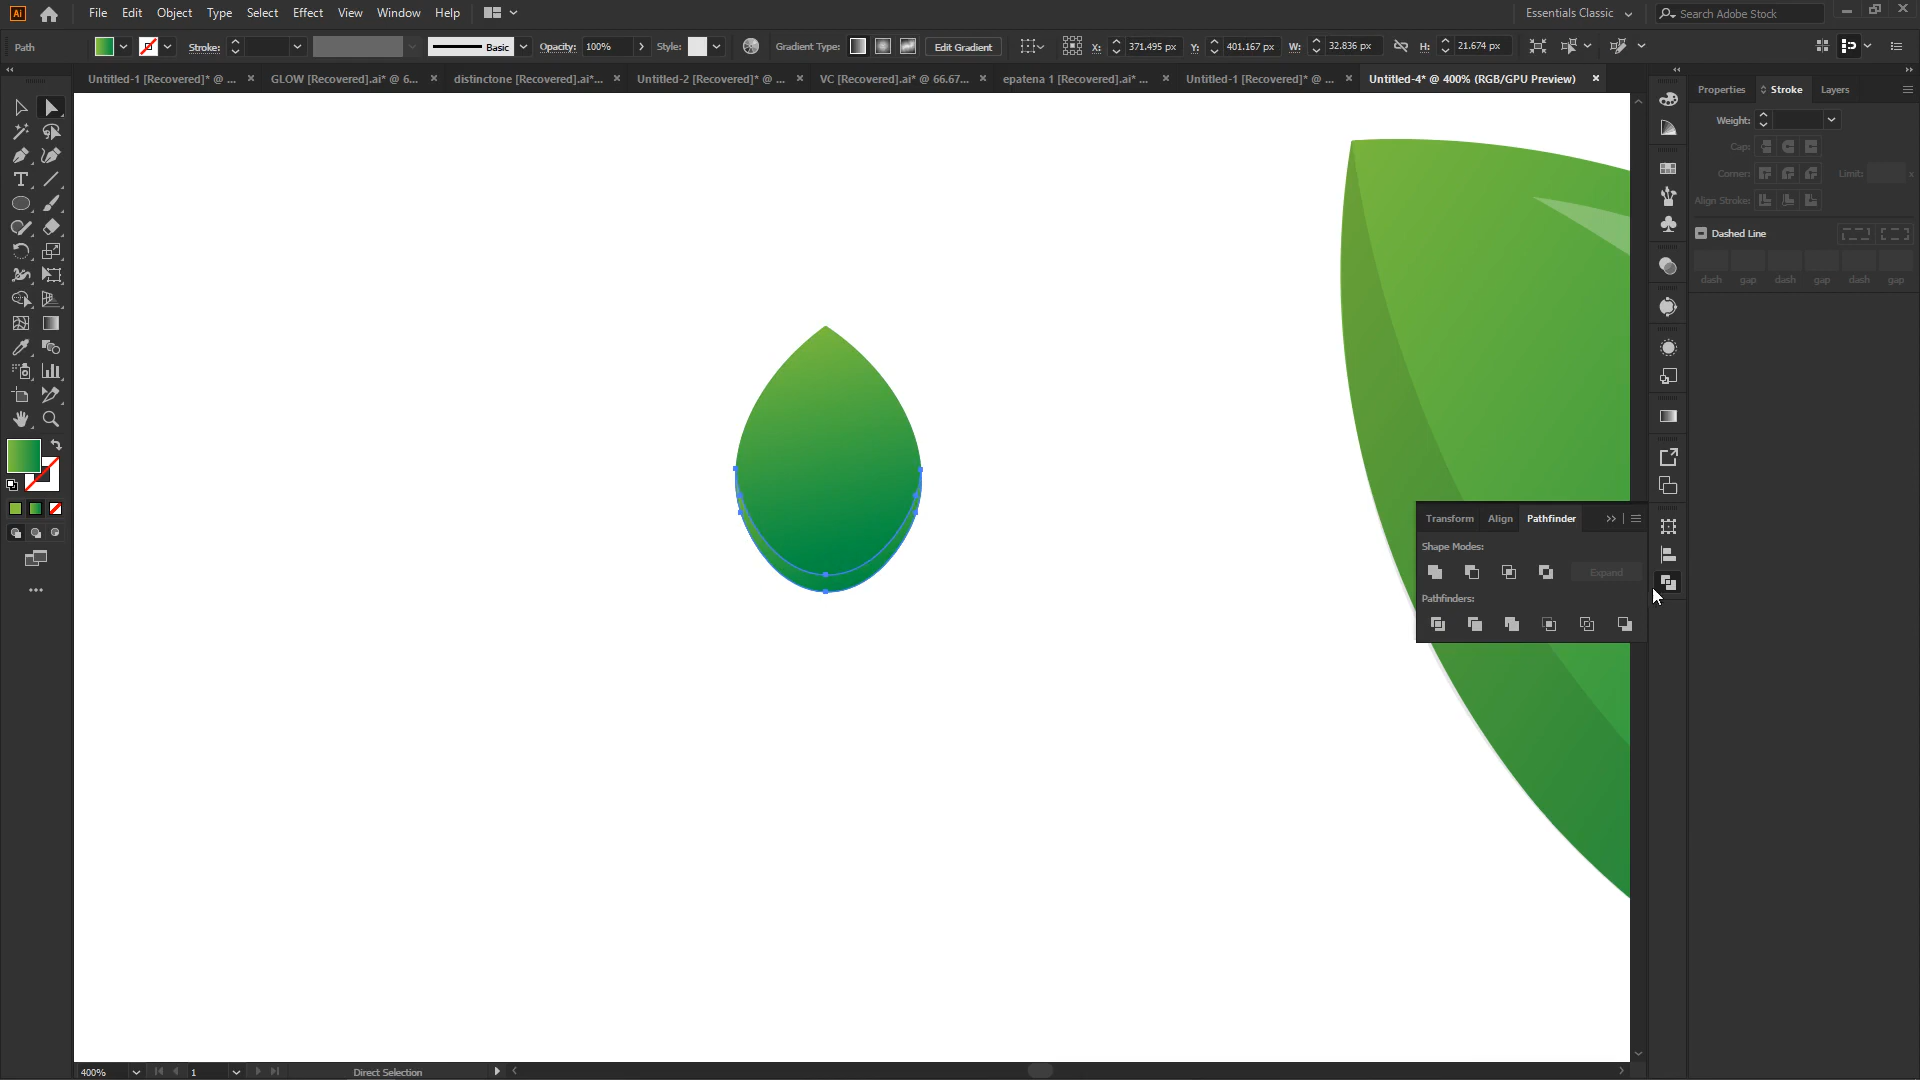 Ai File Edit Object Type Select Effect View Window Help Essentials Classic Search Adobe Stock
Path Stroke: Basic Opacity: 100% Style: Gradient Type: Edit Gradient X: 371.495 px Y: 401.167 px W: 32.836 px H: 21.674 px
Untitled-1 [Recovered]* @ ... × GLOW [Recovered].ai* @ 6... × distinctone [Recovered].ai*... × Untitled-2 [Recovered]* @ ... × VC [Recovered].ai* @ 66.67... × epatena 1 [Recovered].ai* ... × Untitled-1 [Recovered]* @ ... × Untitled-4* @ 400% (RGB/GPU Preview) ×
Properties Stroke Layers
Weight:
Cap:
Corner: Limit: x
Align Stroke:
Dashed Line
dash gap dash gap dash gap
Transform Align Pathfinder
Shape Modes:
Expand
Pathfinders:
400% 1 Direct Selection